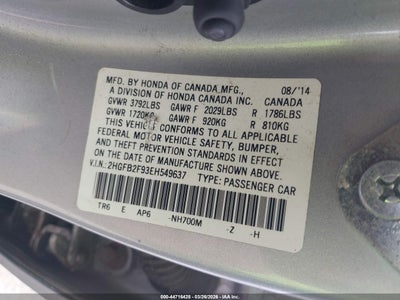 MFD. BY HONDA OF CANADA MFG., 08/'14
A DIVISION OF HONDA CANADA INC. CANADA
GVWR 3792LBS GAWR F 2029LBS R 1786LBS
GVWR 1720KG GAWR F 920KG R 810KG
THIS VEHICLE CONFORMS TO ALL APPLICABLE
FEDERAL MOTOR VEHICLE SAFETY, BUMPER,
AND THEFT PREVENTION STANDARDS IN EFFECT
ON THE DATE OF MANUFACTURE SHOWN ABOVE.
V.I.N.: 2HGFB2F93EH549637 TYPE: PASSENGER CAR
TR6 E AP6 -NH700M -Z -H
000-44716425 - 03/26/2026 - IAAI